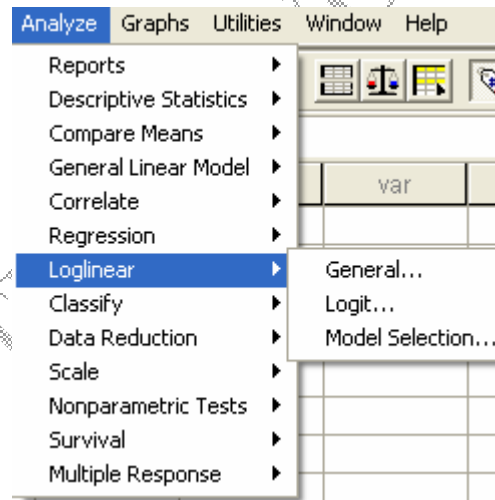 Analyze Graphs Utilities Window Help
Reports
Descriptive Statistics
Compare Means
General Linear Model
var
Correlate
Regression
Loglinear
General...
Classify
Logit...
Data Reduction
Model Selection...
Scale
Nonparametric Tests
Survival
Multiple Response